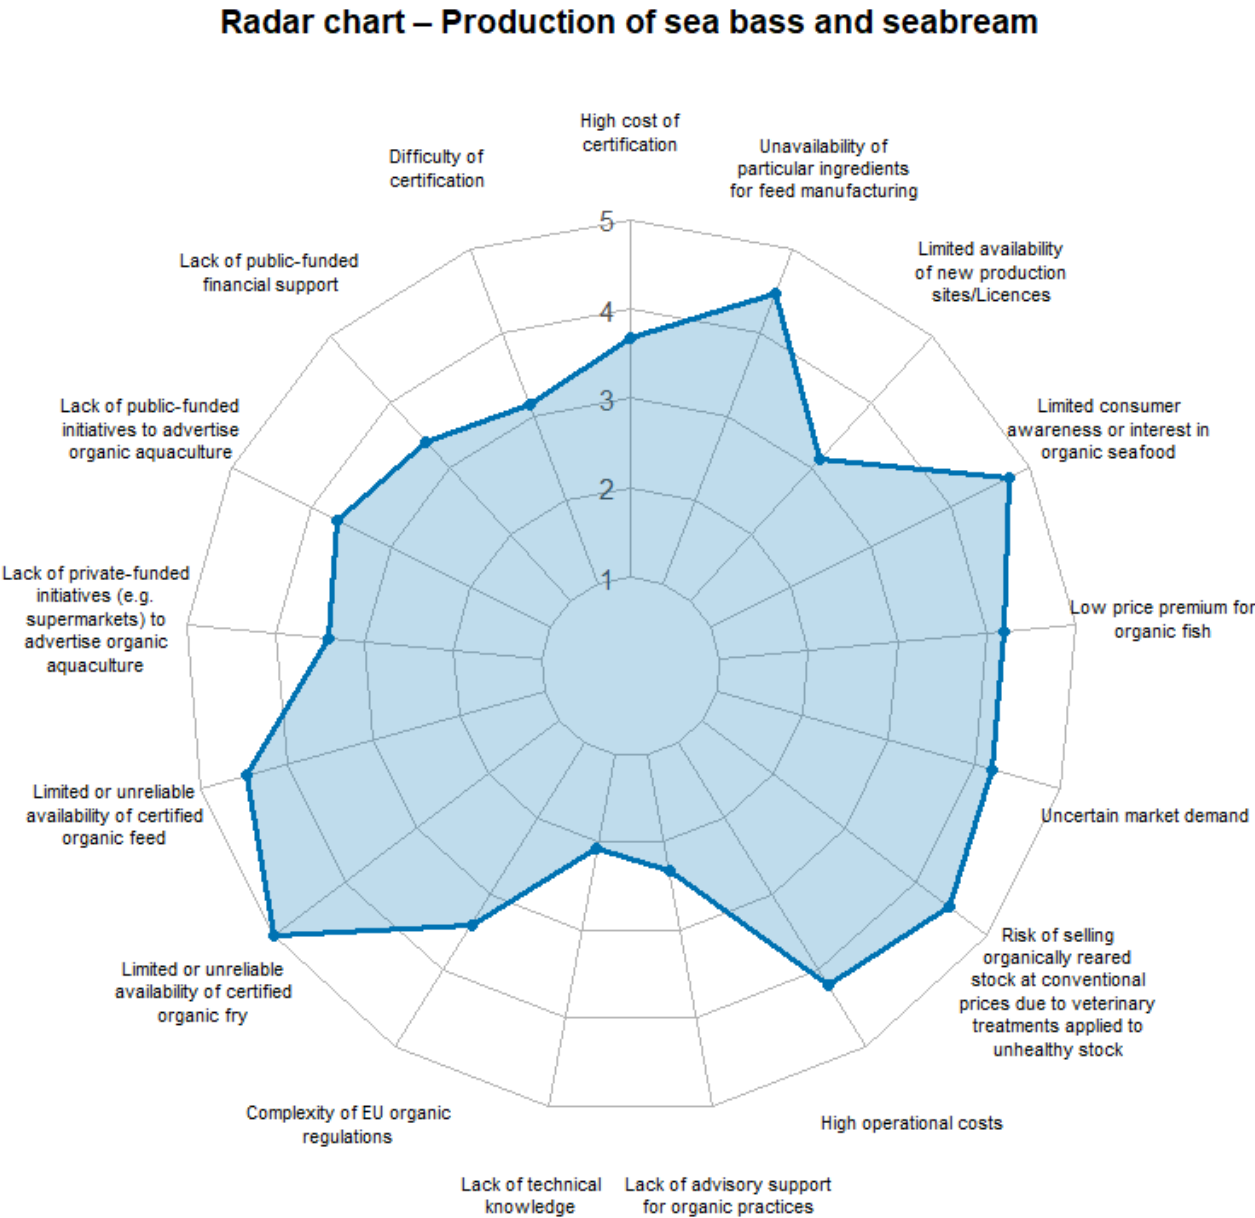 Radar chart – Production of sea bass and seabream
High cost of
certification
Unavailability of
particular ingredients
for feed manufacturing
Limited availability
of new production
sites/Licences
Limited consumer
awareness or interest in
organic seafood
Low price premium for
organic fish
Uncertain market demand
Risk of selling
organically reared
stock at conventional
prices due to veterinary
treatments applied to
unhealthy stock
High operational costs
Lack of advisory support
for organic practices
Lack of technical
knowledge
Complexity of EU organic
regulations
Limited or unreliable
availability of certified
organic fry
Limited or unreliable
availability of certified
organic feed
Lack of private-funded
initiatives (e.g.
supermarkets) to
advertise organic
aquaculture
Lack of public-funded
initiatives to advertise
organic aquaculture
Lack of public-funded
financial support
Difficulty of
certification
5
4
3
2
1